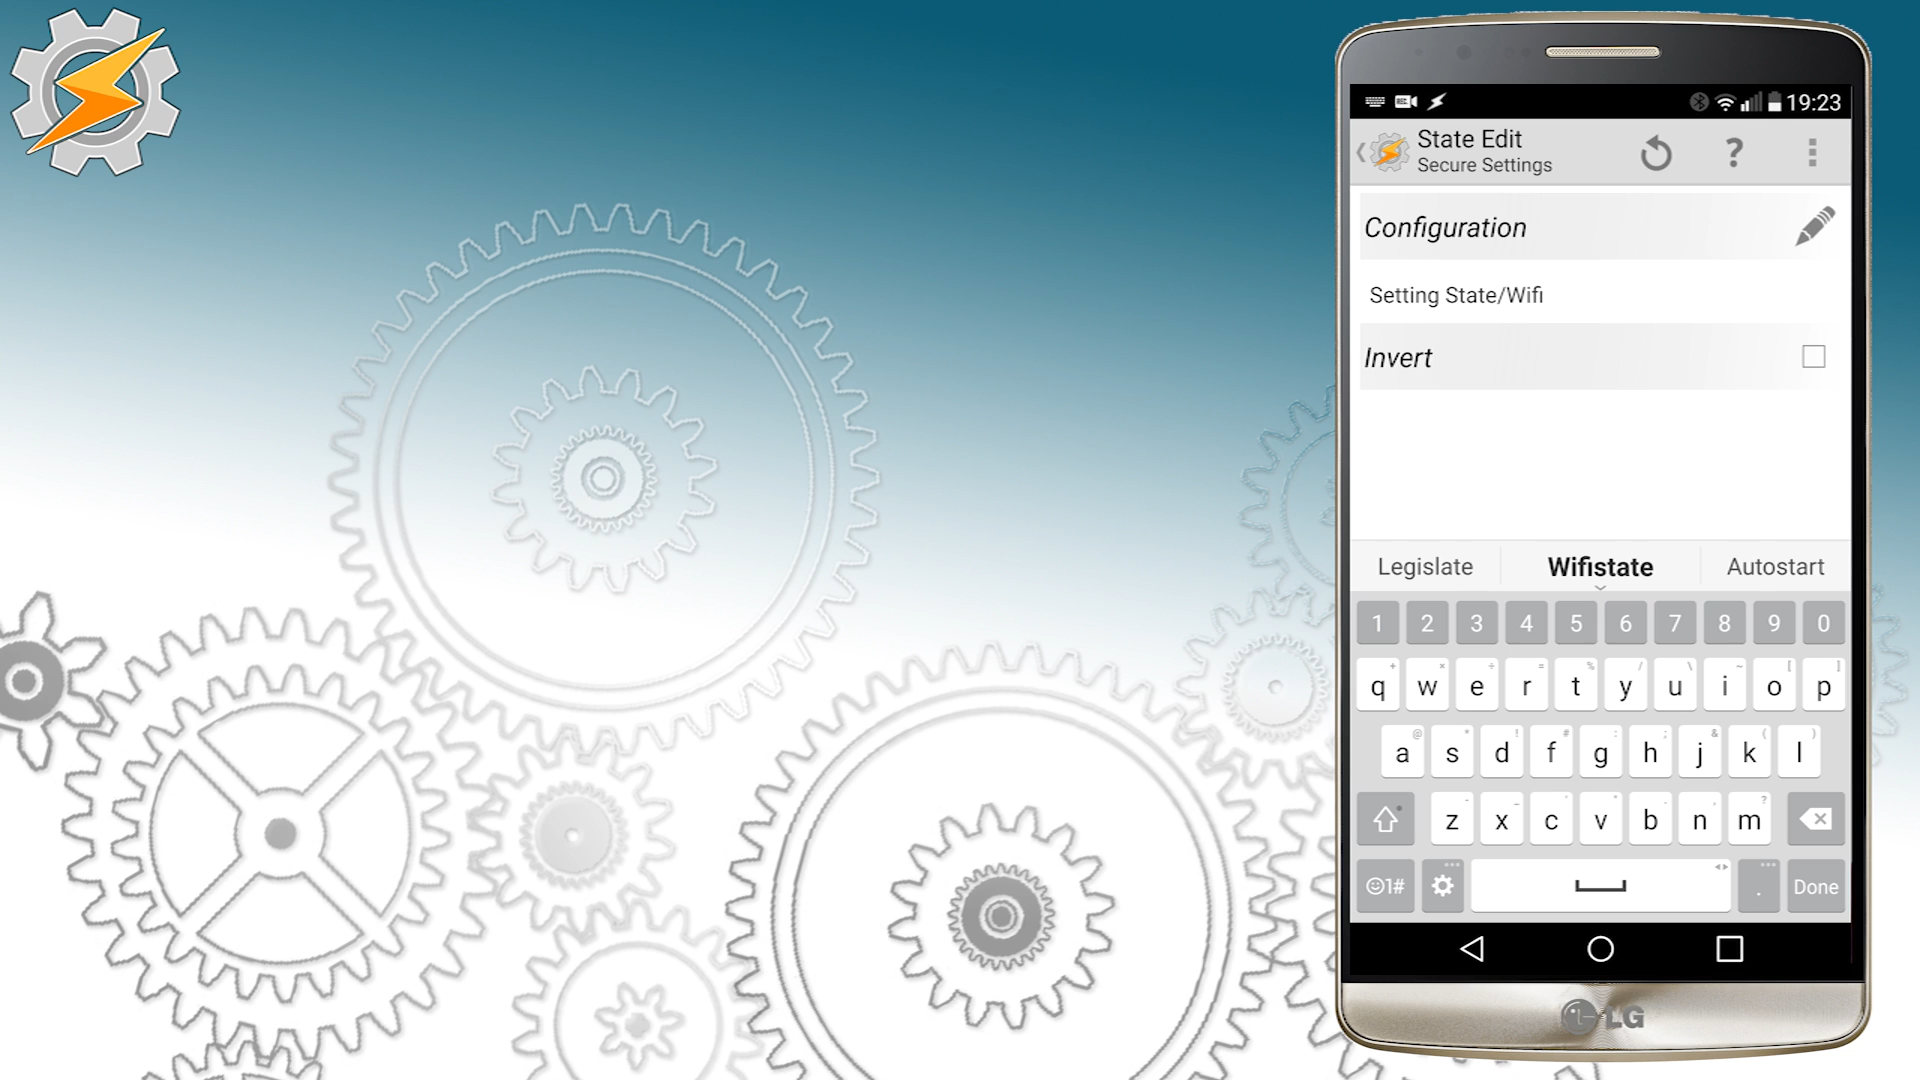 REC
19:23
State Edit
Secure Settings
?
Configuration
Setting State/Wifi
Invert
Legislate Wifistate Autostart
1 2 3 4 5 6 7 8 9 0
q w e r t y u i o p
a s d f g h j k l
z x c v b n m
☺1# . Done
LG